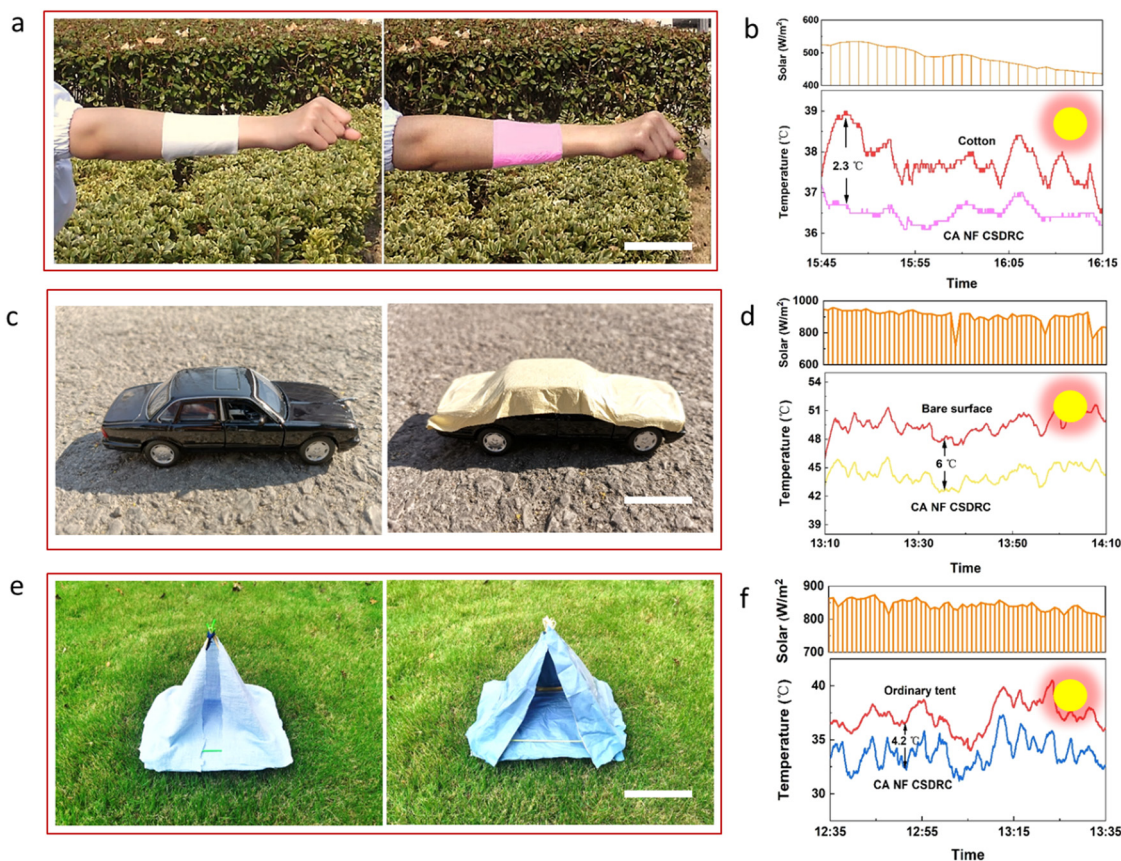 a
b
Solar (W/m²)
600
500
400
Temperature (℃)
39
38
37
36
Cotton
2.3 ℃
CA NF CSDRC
15:45
15:55
16:05
16:15
Time
c
d
Solar (W/m²)
1000
800
600
Temperature (℃)
54
51
48
45
42
39
Bare surface
6 ℃
CA NF CSDRC
13:10
13:30
13:50
14:10
Time
e
f
Solar (W/m²)
900
800
700
Temperature (℃)
40
35
30
Ordinary tent
4.2 ℃
CA NF CSDRC
12:35
12:55
13:15
13:35
Time